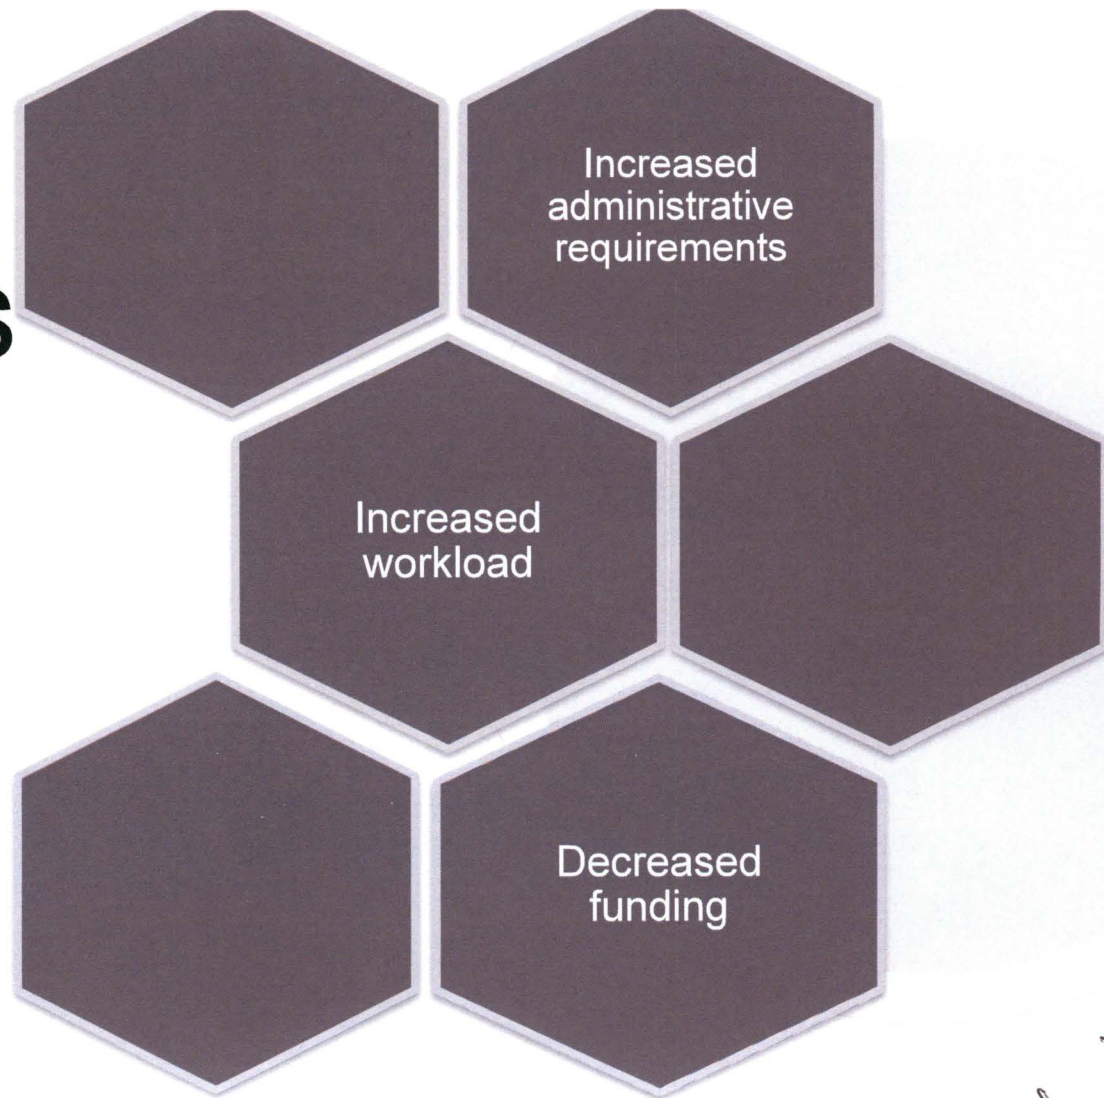 Increased
administrative
requirements
s
Increased
workload
Decreased
funding